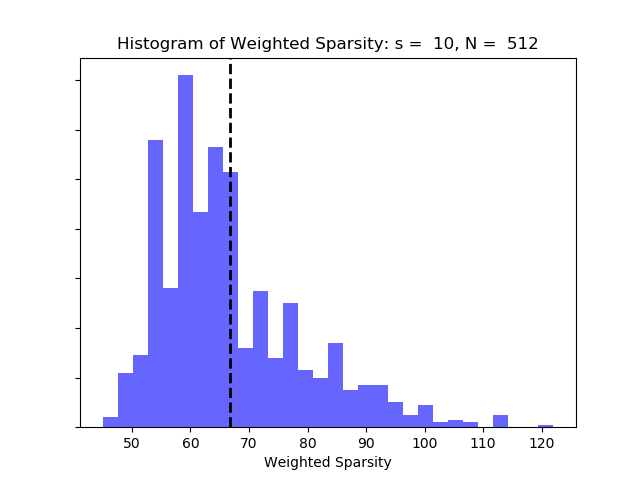 Histogram of Weighted Sparsity: s =  10, N =  512
50 60 70 80 90 100 110 120
Weighted Sparsity